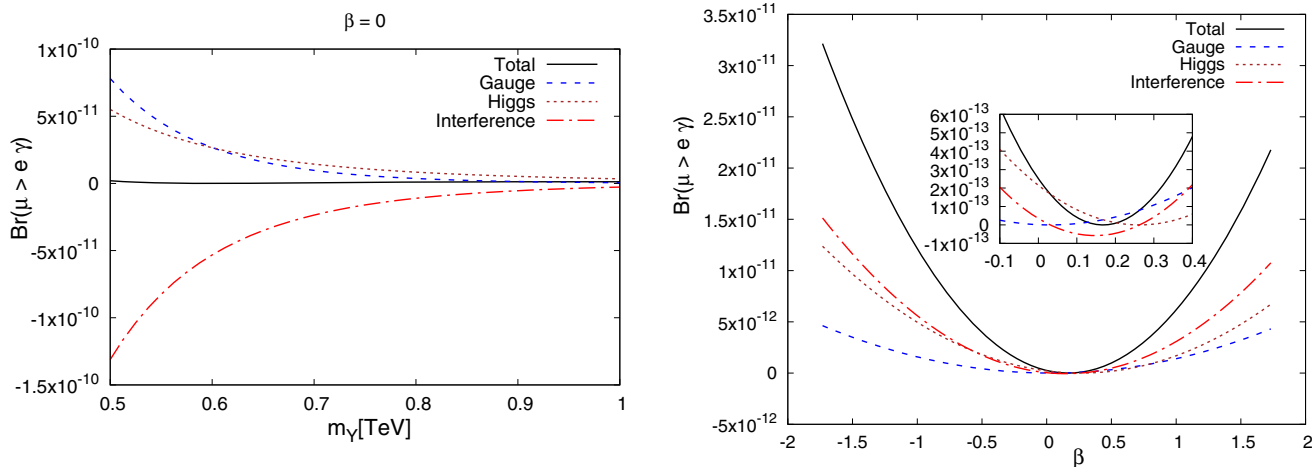 β = 0
Br(μ > e γ)
1x10⁻¹⁰
5x10⁻¹¹
0
-5x10⁻¹¹
-1x10⁻¹⁰
-1.5x10⁻¹⁰
Total
Gauge
Higgs
Interference
0.5 0.6 0.7 0.8 0.9 1
m_Y[TeV]
Br(μ > e γ)
3.5x10⁻¹¹
3x10⁻¹¹
2.5x10⁻¹¹
2x10⁻¹¹
1.5x10⁻¹¹
1x10⁻¹¹
5x10⁻¹²
0
-5x10⁻¹²
Total
Gauge
Higgs
Interference
6x10⁻¹³
5x10⁻¹³
4x10⁻¹³
3x10⁻¹³
2x10⁻¹³
1x10⁻¹³
0
-1x10⁻¹³
-0.1 0 0.1 0.2 0.3 0.4
-2 -1.5 -1 -0.5 0 0.5 1 1.5 2
β